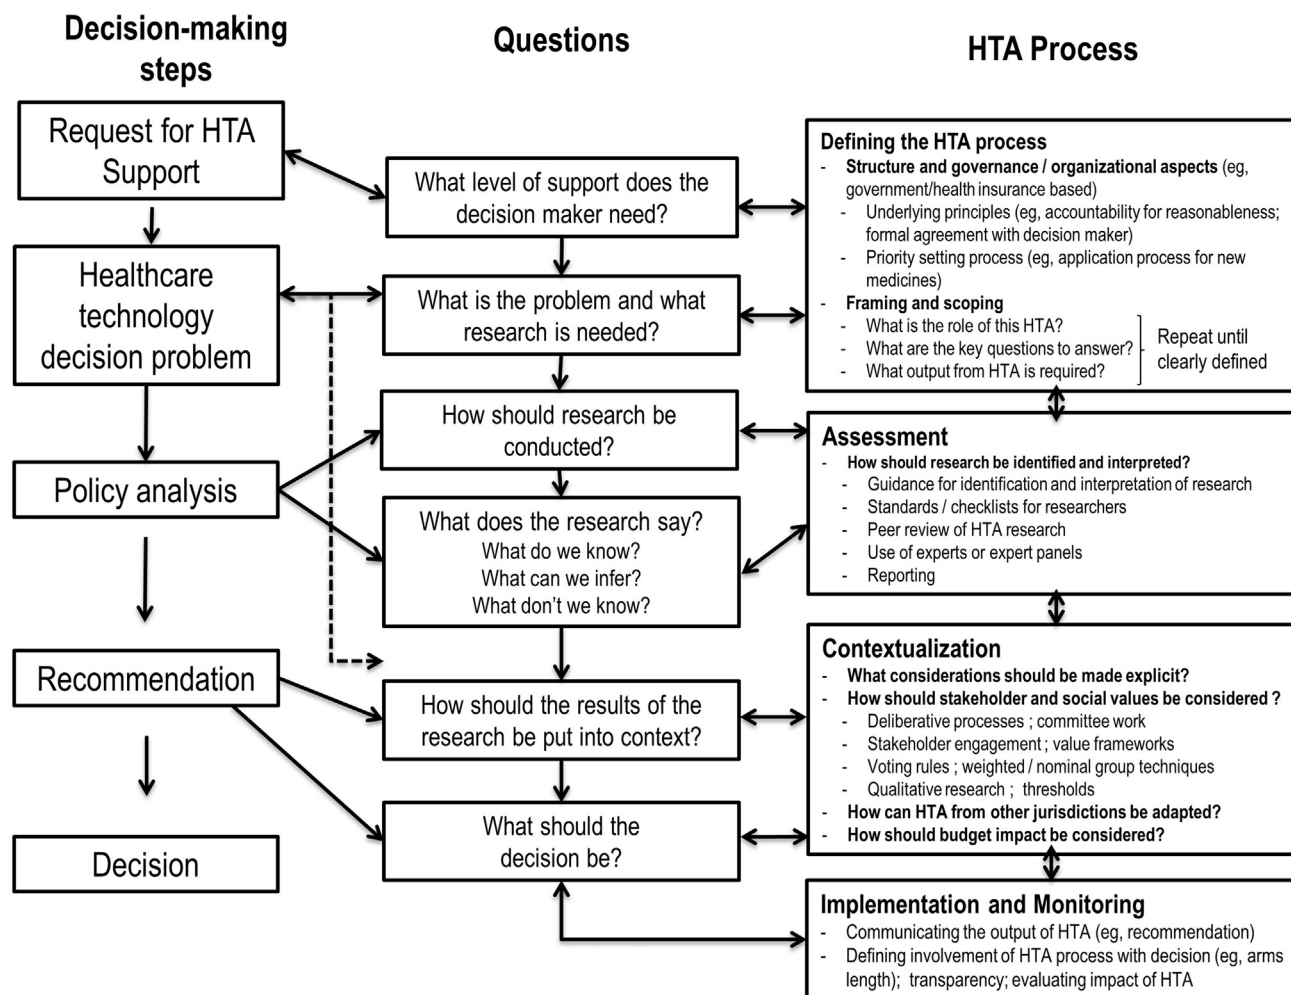 Decision-making
steps
Request for HTA
Support
Healthcare
technology
decision problem
Policy analysis
Recommendation
Decision
Questions
What level of support does the
decision maker need?
What is the problem and what
research is needed?
How should research be
conducted?
What does the research say?
What do we know?
What can we infer?
What don't we know?
How should the results of the
research be put into context?
What should the
decision be?
HTA Process
Defining the HTA process
- Structure and governance / organizational aspects (eg,
government/health insurance based)
- Underlying principles (eg, accountability for reasonableness;
formal agreement with decision maker)
- Priority setting process (eg, application process for new
medicines)
- Framing and scoping
- What is the role of this HTA?
- What are the key questions to answer?
- What output from HTA is required?
Repeat until
clearly defined
Assessment
- How should research be identified and interpreted?
- Guidance for identification and interpretation of research
- Standards / checklists for researchers
- Peer review of HTA research
- Use of experts or expert panels
- Reporting
Contextualization
- What considerations should be made explicit?
- How should stakeholder and social values be considered ?
- Deliberative processes ; committee work
- Stakeholder engagement ; value frameworks
- Voting rules ; weighted / nominal group techniques
- Qualitative research ; thresholds
- How can HTA from other jurisdictions be adapted?
- How should budget impact be considered?
Implementation and Monitoring
- Communicating the output of HTA (eg, recommendation)
- Defining involvement of HTA process with decision (eg, arms
length); transparency; evaluating impact of HTA